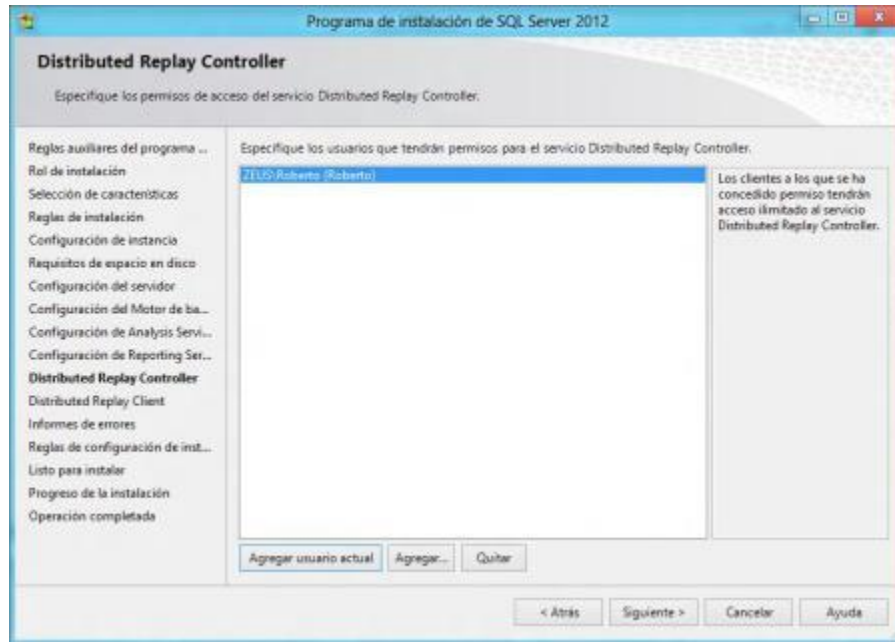 Programa de instalación de SQL Server 2012
Distributed Replay Controller
Especifique los permisos de acceso del servicio Distributed Replay Controller.
Reglas auxiliares del programa ...
Rol de instalación
Selección de características
Reglas de instalación
Configuración de instancia
Requisitos de espacio en disco
Configuración del servidor
Configuración del Motor de ba...
Configuración de Analysis Servi...
Configuración de Reporting Ser...
Distributed Replay Controller
Distributed Replay Client
Informes de errores
Reglas de configuración de inst...
Listo para instalar
Progreso de la instalación
Operación completada
Especifique los usuarios que tendrán permisos para el servicio Distributed Replay Controller.
ZEUS\Roberto (Roberto)
Los clientes a los que se ha
concedido permiso tendrán
acceso ilimitado al servicio
Distributed Replay Controller.
Agregar usuario actual
Agregar...
Quitar
< Atrás
Siguiente >
Cancelar
Ayuda